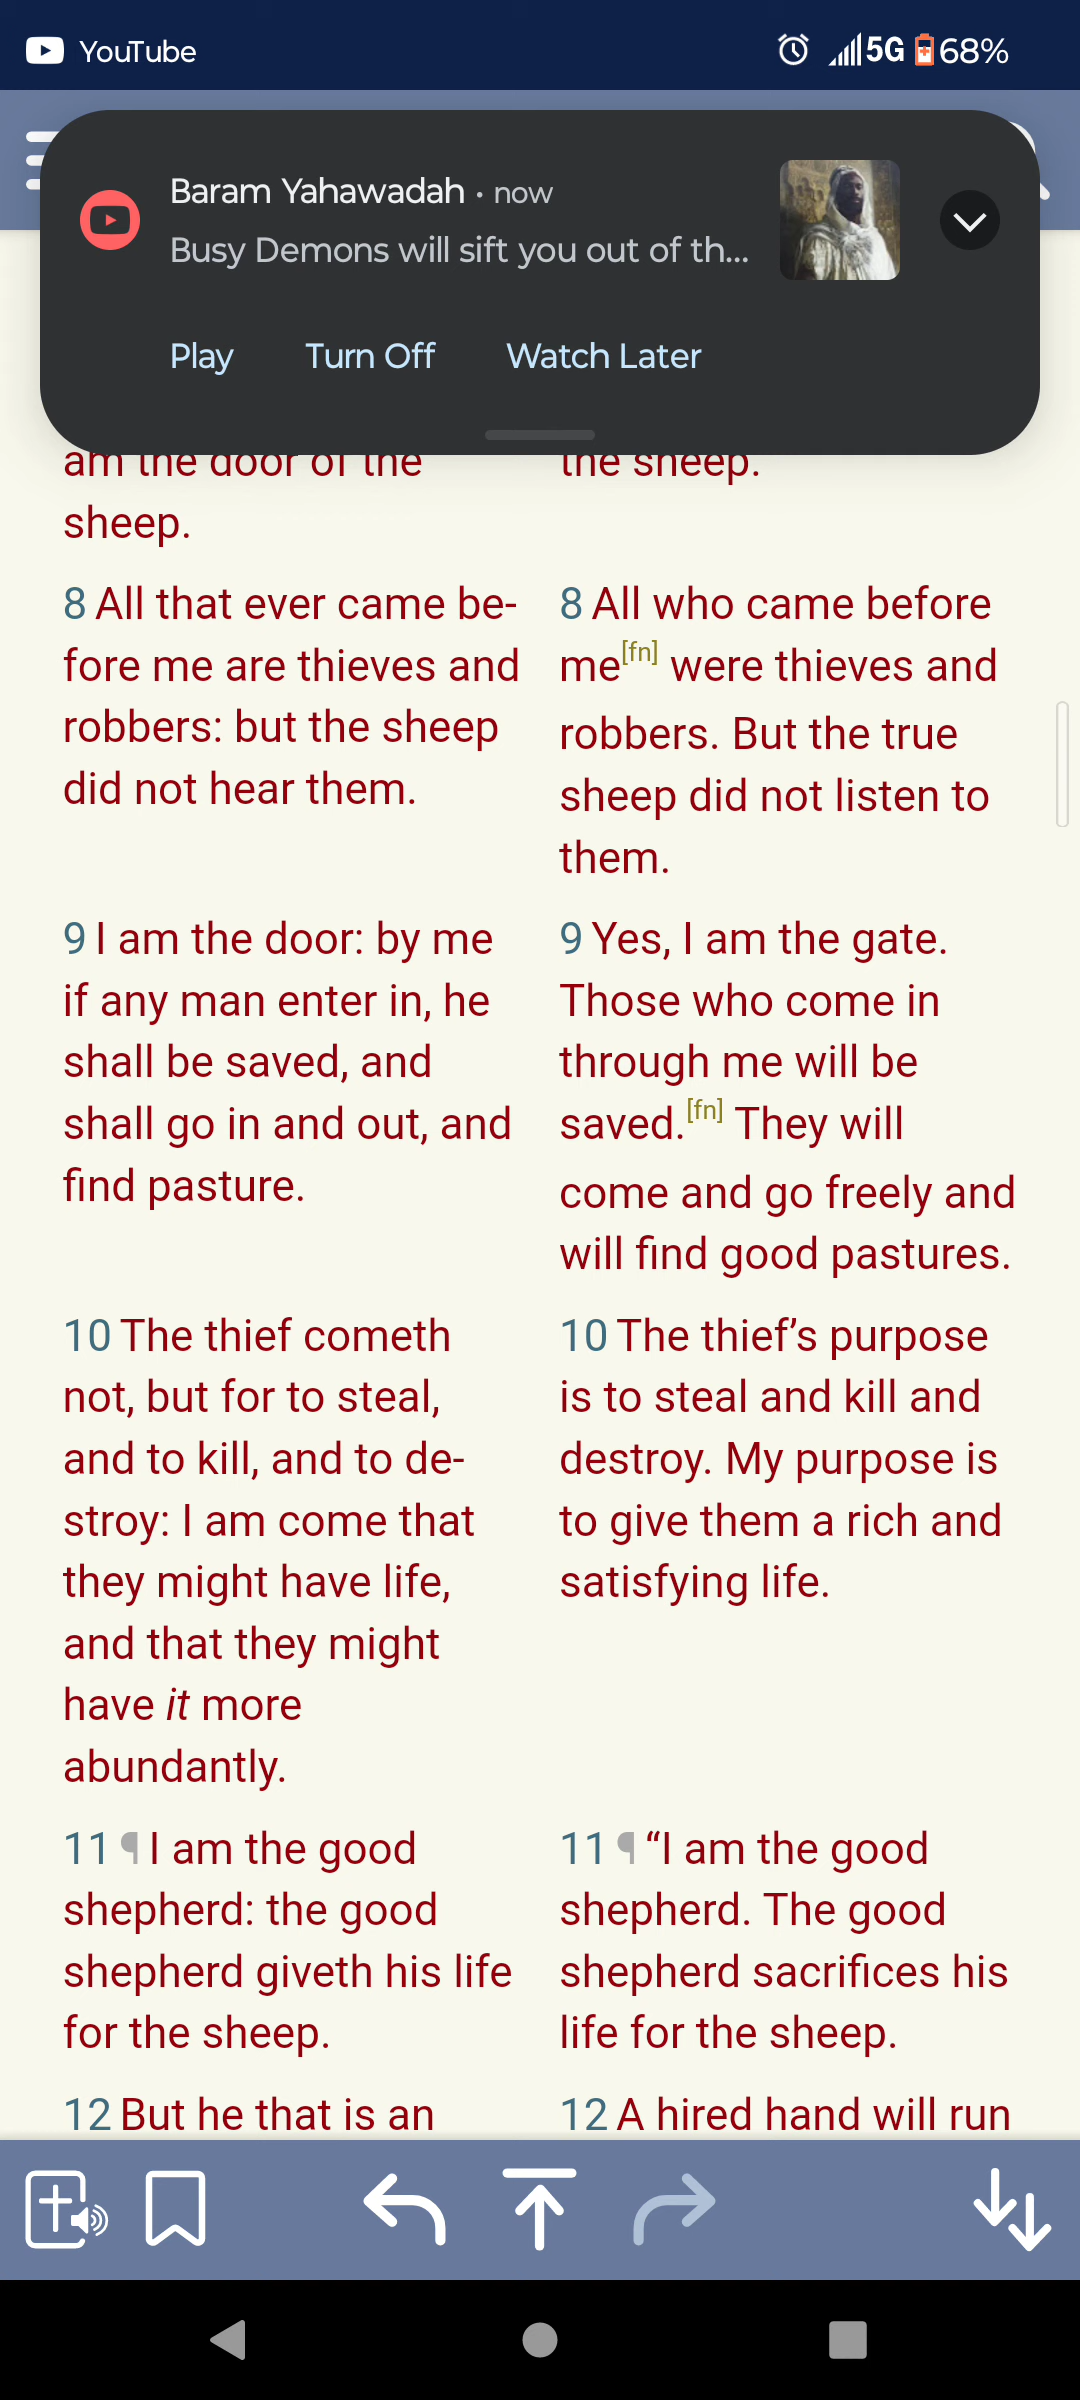 YouTube
5G 68%
Baram Yahawadah • now
Busy Demons will sift you out of th...
Play Turn Off Watch Later
am the door of the
sheep.
8 All that ever came be-
fore me are thieves and
robbers: but the sheep
did not hear them.
9 I am the door: by me
if any man enter in, he
shall be saved, and
shall go in and out, and
find pasture.
10 The thief cometh
not, but for to steal,
and to kill, and to de-
stroy: I am come that
they might have life,
and that they might
have it more
abundantly.
11 ¶ I am the good
shepherd: the good
shepherd giveth his life
for the sheep.
12 But he that is an
the sheep.
8 All who came before
me[fn] were thieves and
robbers. But the true
sheep did not listen to
them.
9 Yes, I am the gate.
Those who come in
through me will be
saved.[fn] They will
come and go freely and
will find good pastures.
10 The thief’s purpose
is to steal and kill and
destroy. My purpose is
to give them a rich and
satisfying life.
11 ¶ “I am the good
shepherd. The good
shepherd sacrifices his
life for the sheep.
12 A hired hand will run